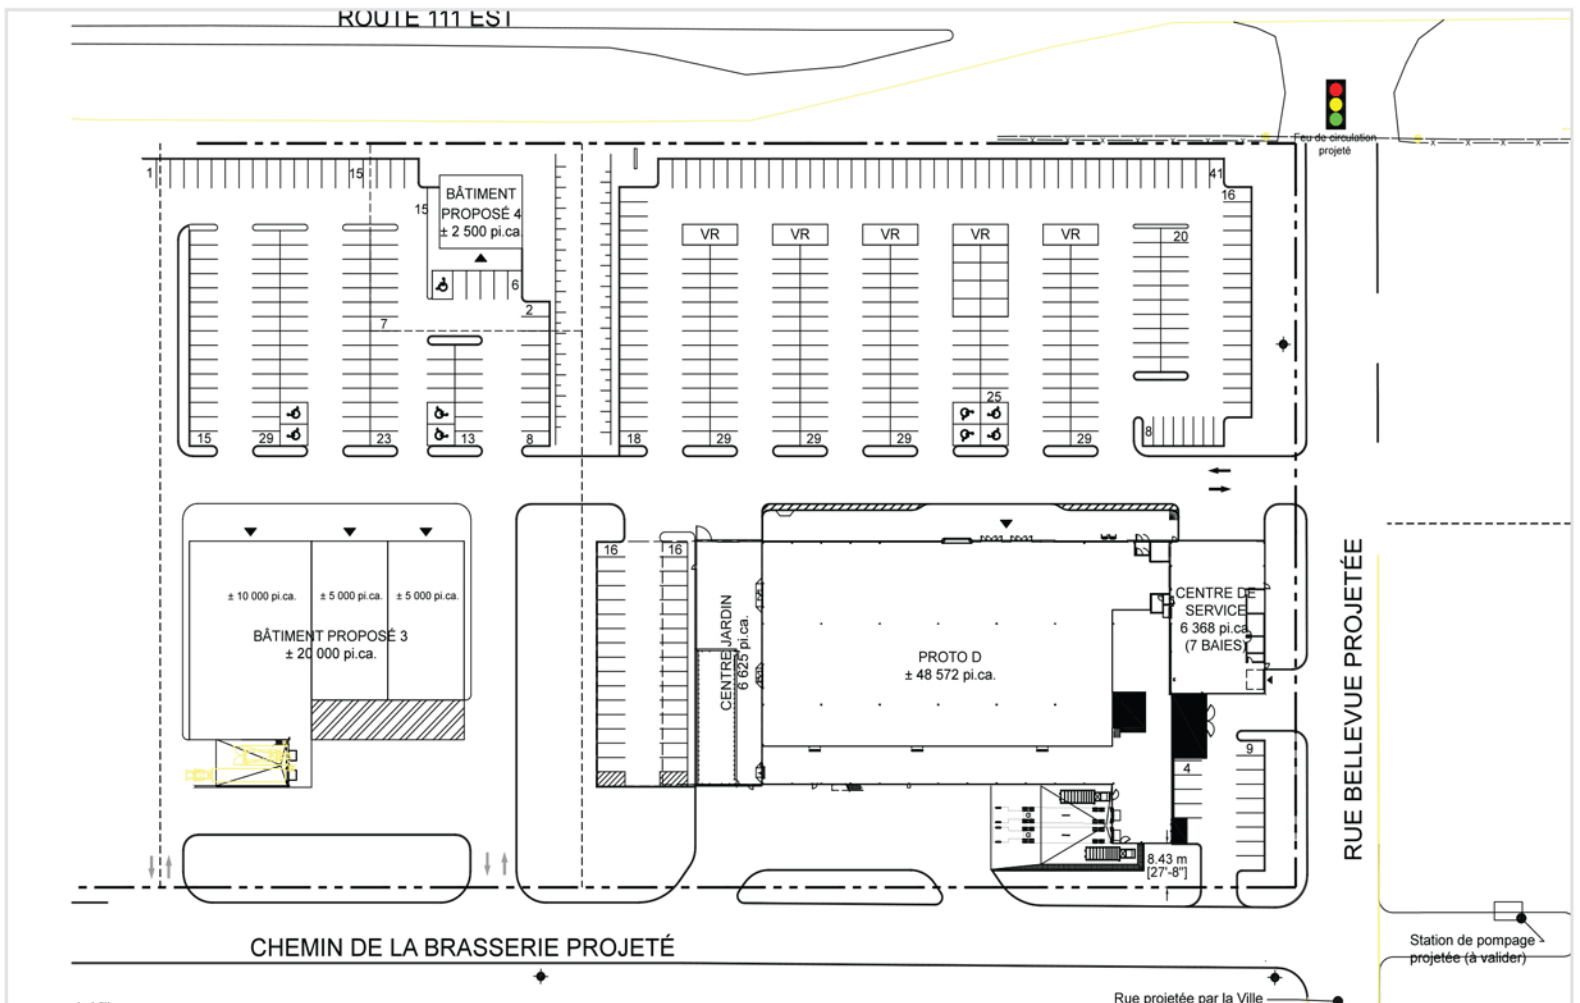 ROUTE 111 EST
Feu de circulation
projeté
1
15
41
16
15
BÂTIMENT
PROPOSÉ 4
± 2 500 pi.ca.
6
2
7
VR
VR
VR
VR
VR
20
25
15
29
23
13
8
18
29
29
29
29
8
16
16
± 10 000 pi.ca.
± 5 000 pi.ca.
± 5 000 pi.ca.
BÂTIMENT PROPOSÉ 3
± 20 000 pi.ca.
CENTRE JARDIN
6 625 pi.ca.
PROTO D
± 48 572 pi.ca.
CENTRE DE
SERVICE
6 368 pi.ca
(7 BAIES)
4
9
8.43 m
[27'-8"]
RUE BELLEVUE PROJETÉE
CHEMIN DE LA BRASSERIE PROJETÉ
Station de pompage
projetée (à valider)
Rue projetée par la Ville